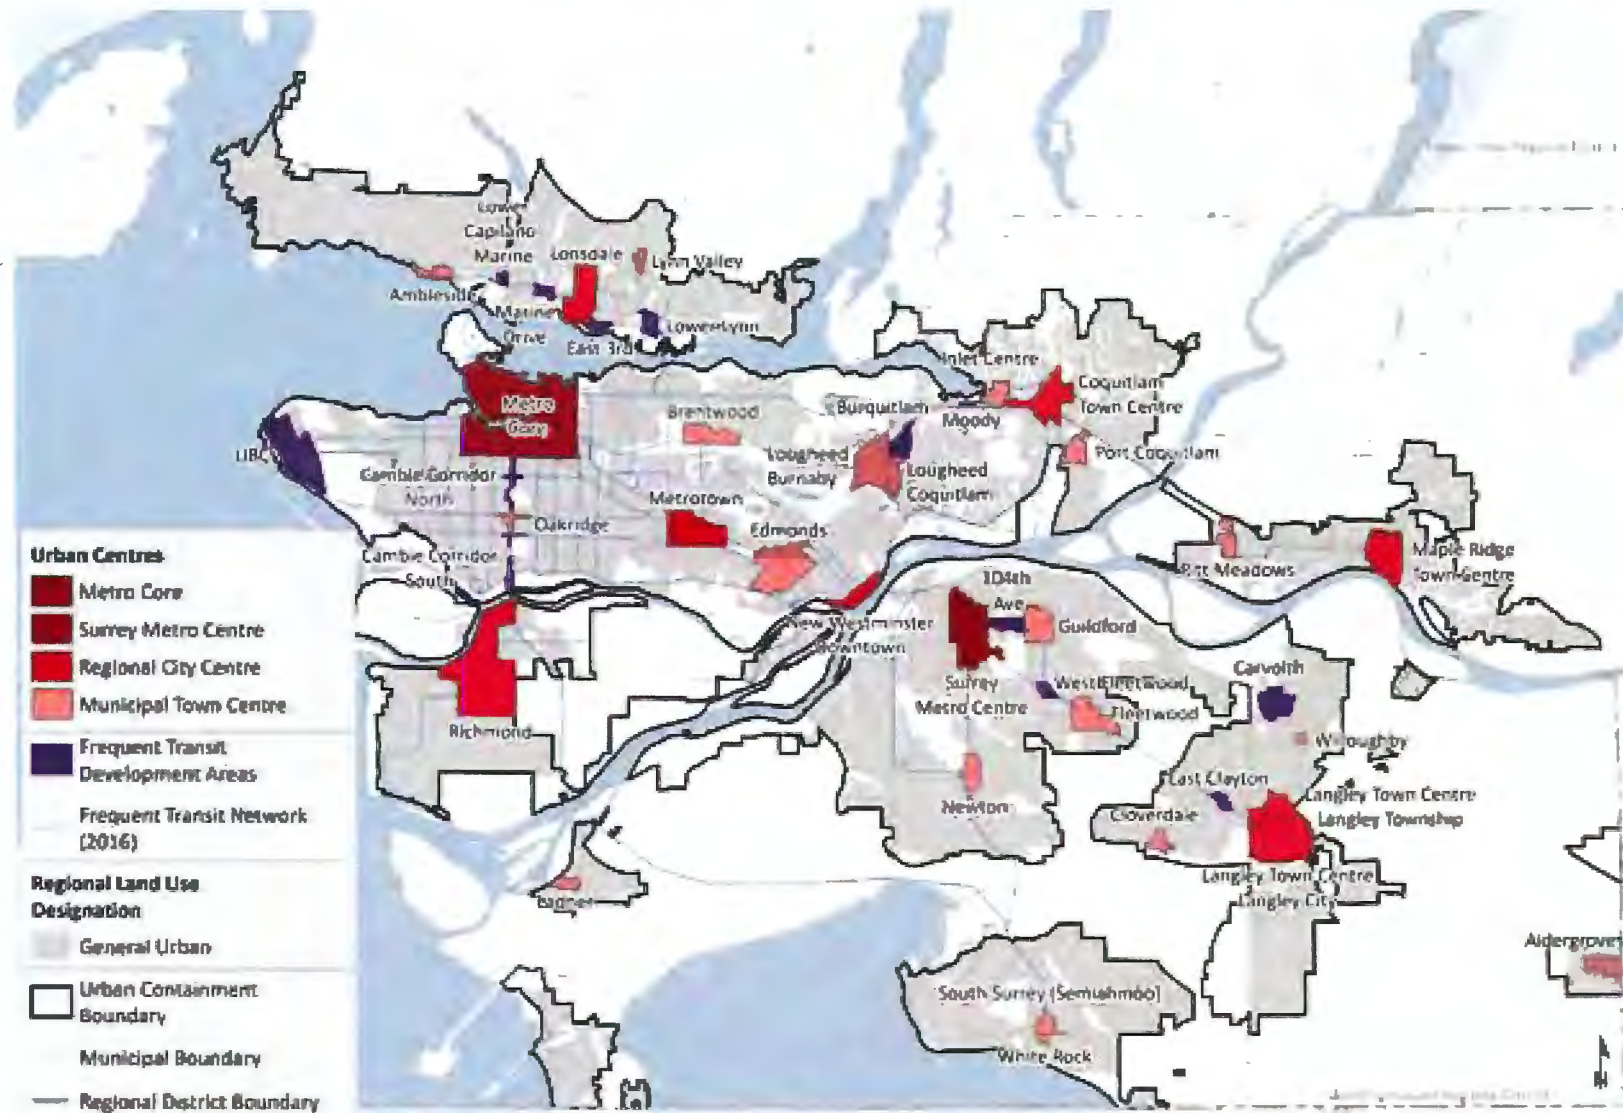 Lower
Capilano
Marine
Lonsdale
Lynn Valley
Ambleside
Marine
Drive
East 3rd
Lower Lynn
Inlet Centre
Coquitlam
Town Centre
Metro
Brentwood
Burquitlam
Moody
Port Coquitlam
UBC
Lougheed
Burnaby
Lougheed
Coquitlam
Cambie Corridor
North
Metrotown
Oakridge
Edmonds
Cambie Corridor
South
104th
Ave
Pitt Meadows
Maple Ridge
Town Centre
New Westminster
Downtown
Guildford
Surrey
Metro Centre
West Fleetwood
Fleetwood
Carvolth
Willoughby
Richmond
Newton
East Clayton
Cloverdale
Langley Town Centre
Langley Township
Langley Town Centre
Langley City
Ladner
Aldergrove
South Surrey (Semiahmoo)
White Rock
Urban Centres
Metro Core
Surrey Metro Centre
Regional City Centre
Municipal Town Centre
Frequent Transit
Development Areas
Frequent Transit Network
(2016)
Regional Land Use
Designation
General Urban
Urban Containment
Boundary
Municipal Boundary
Regional District Boundary
N